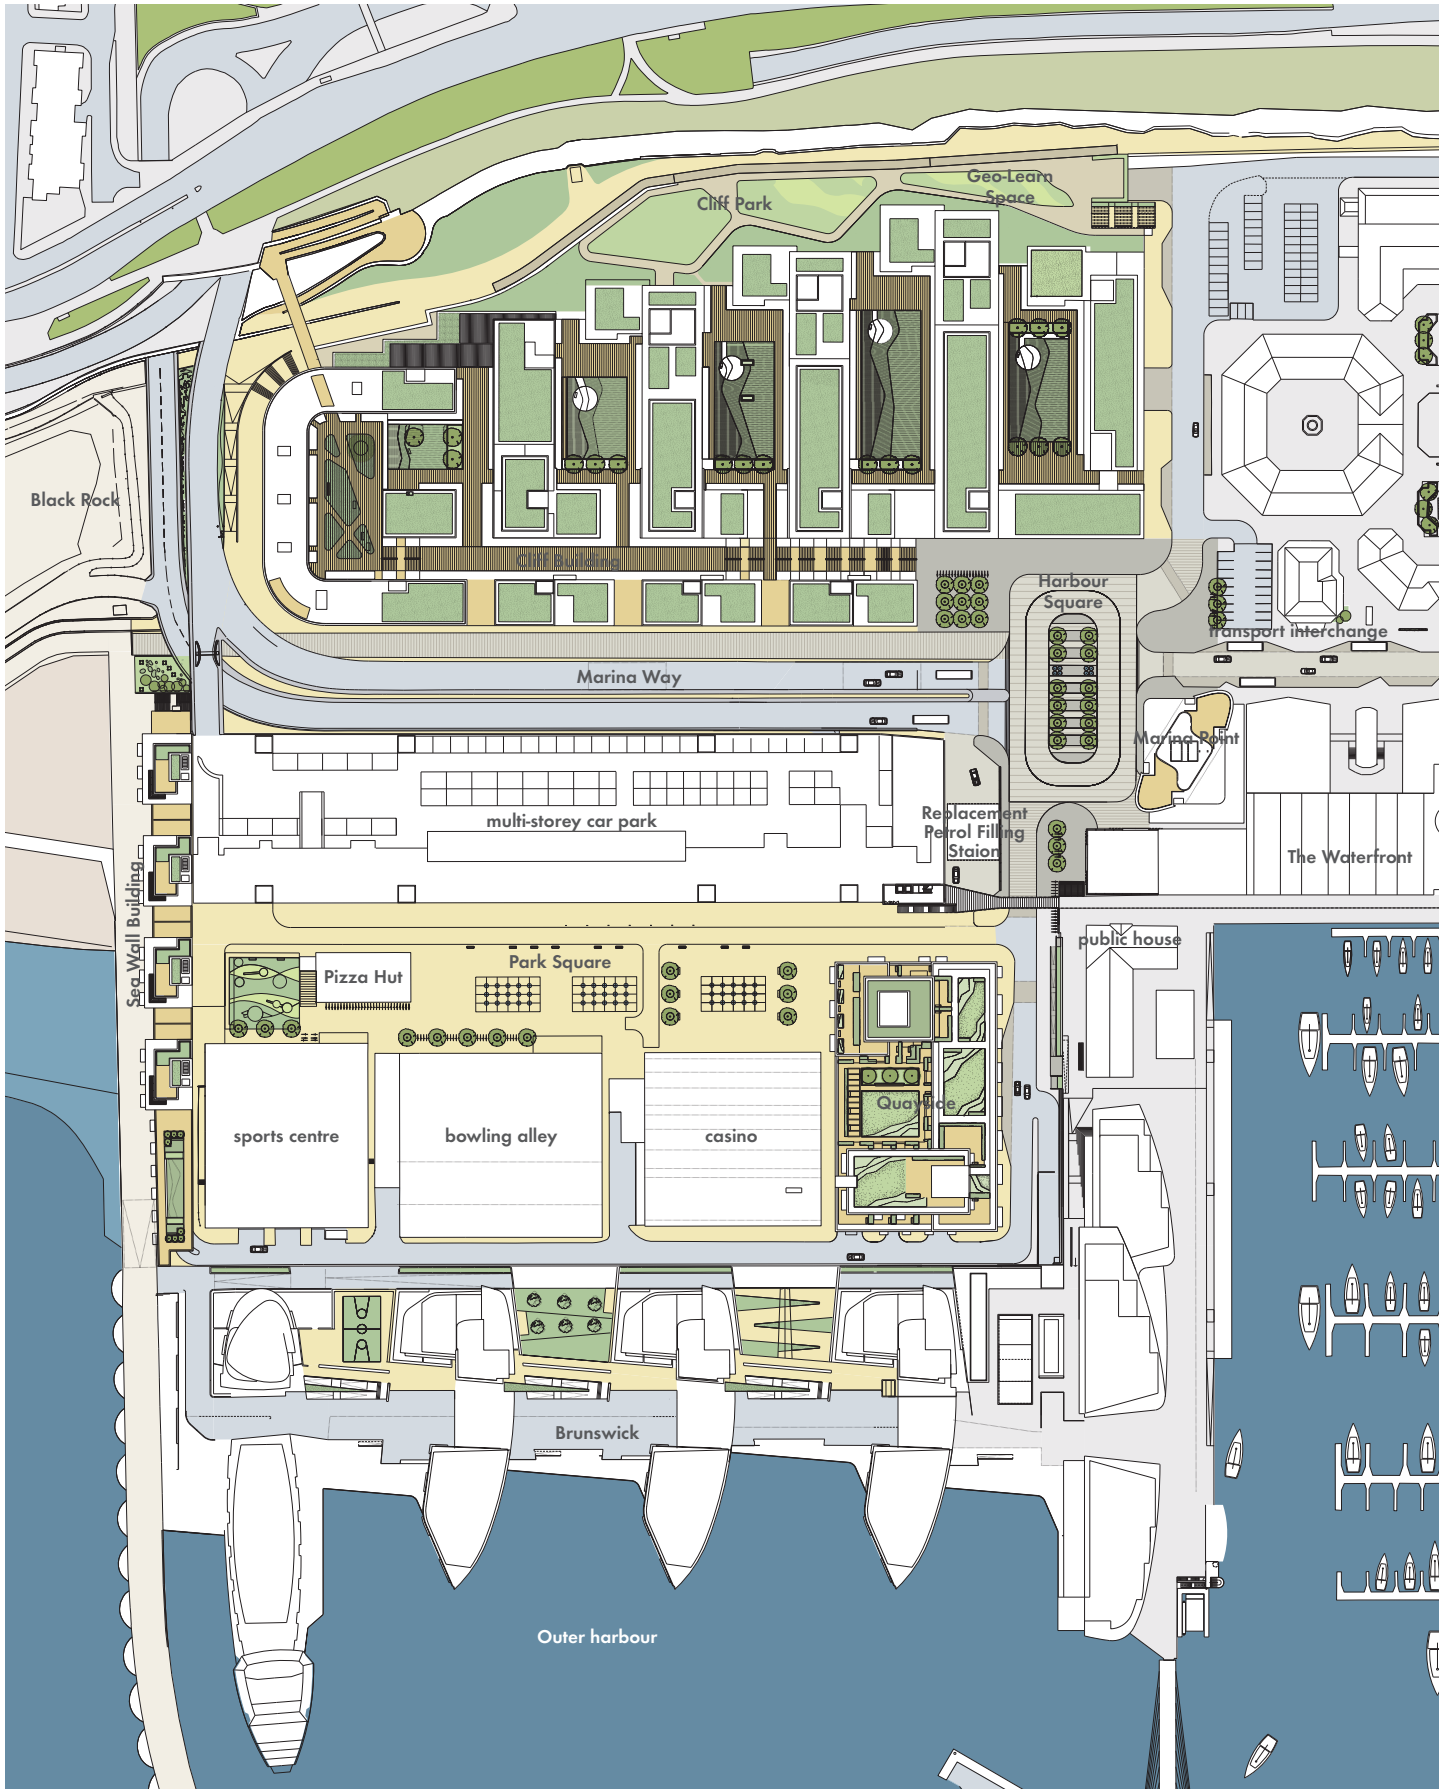 Geo-Learn
Space
Cliff Park
Black Rock
Cliff Building
Harbour
Square
transport interchange
Marina Way
Marina Point
Replacement
Petrol Filling
Staion
multi-storey car park
The Waterfront
Sea Wall Building
public house
Park Square
Pizza Hut
Quayside
sports centre
bowling alley
casino
Brunswick
Outer harbour